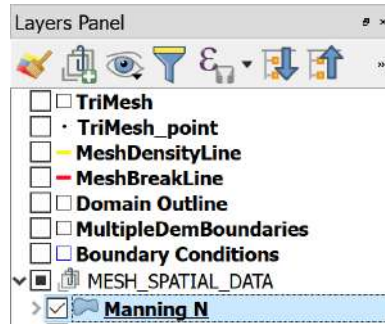 Layers Panel
TriMesh
TriMesh_point
MeshDensityLine
MeshBreakLine
Domain Outline
MultipleDemBoundaries
Boundary Conditions
MESH_SPATIAL_DATA
Manning N